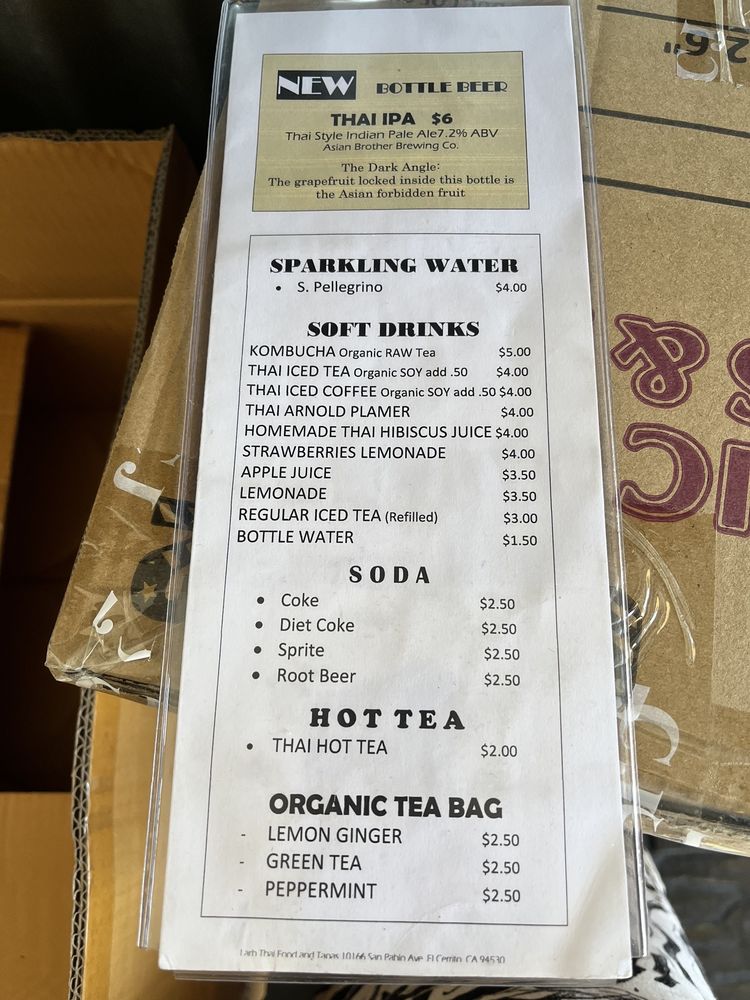 NEW BOTTLE BEER
THAI IPA $6
Thai Style Indian Pale Ale7.2% ABV
Asian Brother Brewing Co.
The Dark Angle:
The grapefruit locked inside this bottle is
the Asian forbidden fruit
SPARKLING WATER
• S. Pellegrino $4.00
SOFT DRINKS
KOMBUCHA Organic RAW Tea $5.00
THAI ICED TEA Organic SOY add .50 $4.00
THAI ICED COFFEE Organic SOY add .50 $4.00
THAI ARNOLD PLAMER $4.00
HOMEMADE THAI HIBISCUS JUICE $4.00
STRAWBERRIES LEMONADE $4.00
APPLE JUICE $3.50
LEMONADE $3.50
REGULAR ICED TEA (Refilled) $3.00
BOTTLE WATER $1.50
SODA
• Coke $2.50
• Diet Coke $2.50
• Sprite $2.50
• Root Beer $2.50
HOT TEA
• THAI HOT TEA $2.00
ORGANIC TEA BAG
- LEMON GINGER $2.50
- GREEN TEA $2.50
- PEPPERMINT $2.50
Larb Thai Food and Tapas 10166 San Pablo Ave. El Cerrito, CA 94530